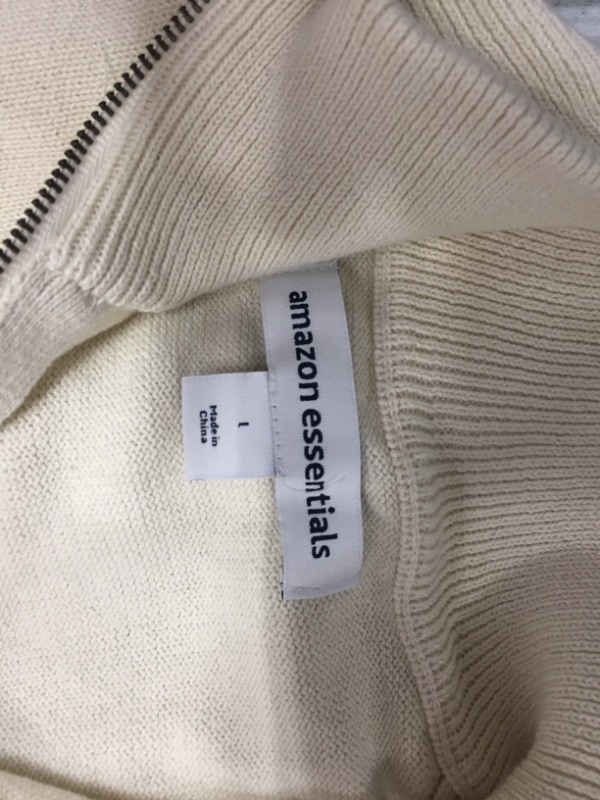 amazon essentials
L
Made in
China